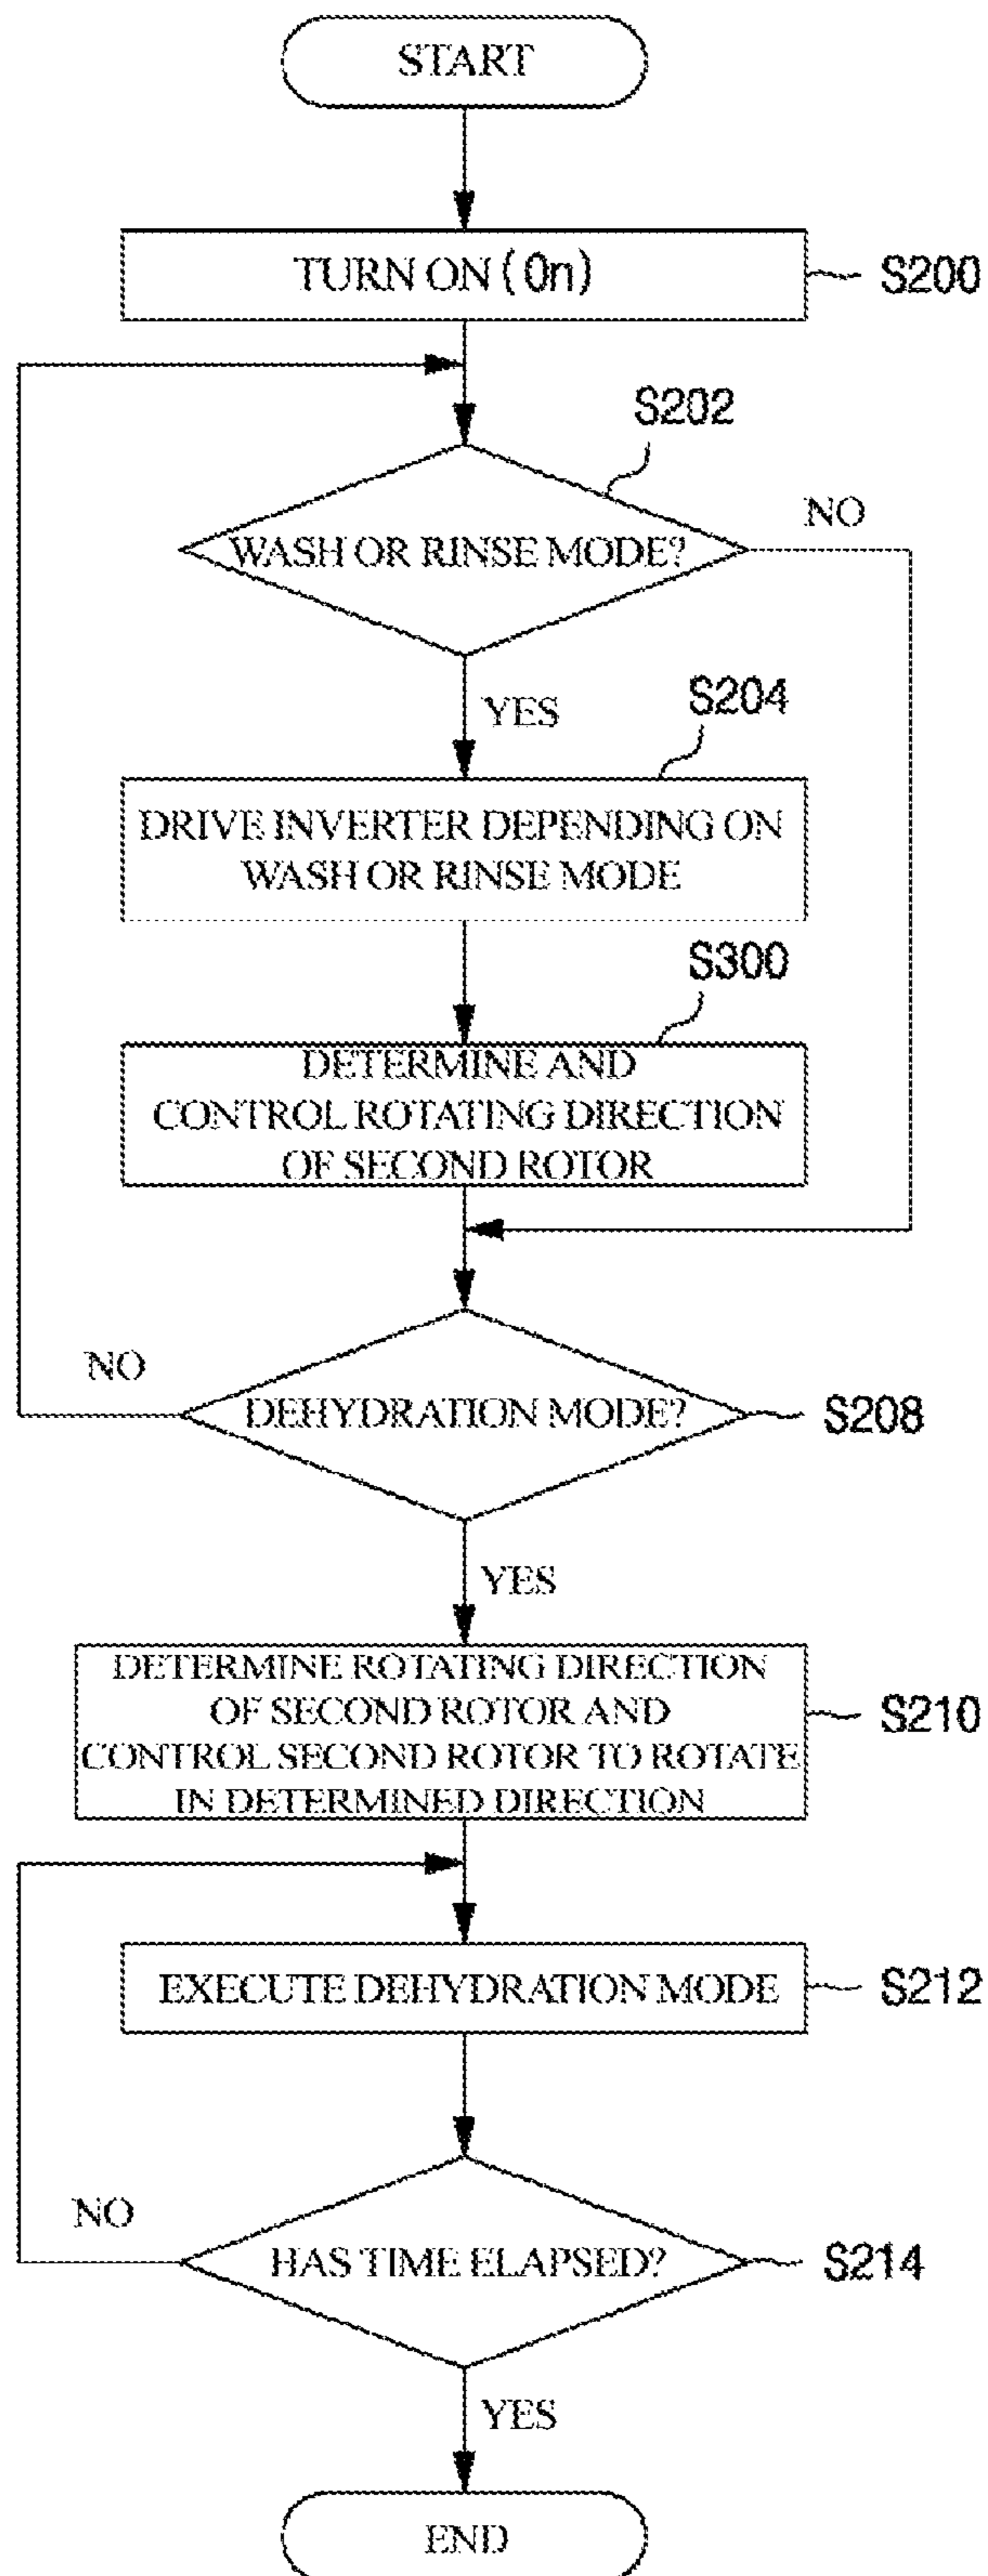 START
TURN ON (On)
S200
S202
WASH OR RINSE MODE?
NO
YES
S204
DRIVE INVERTER DEPENDING ON
WASH OR RINSE MODE
S300
DETERMINE AND
CONTROL ROTATING DIRECTION
OF SECOND ROTOR
NO
DEHYDRATION MODE?
S208
YES
DETERMINE ROTATING DIRECTION
OF SECOND ROTOR AND
CONTROL SECOND ROTOR TO ROTATE
IN DETERMINED DIRECTION
S210
EXECUTE DEHYDRATION MODE
S212
NO
HAS TIME ELAPSED?
S214
YES
END